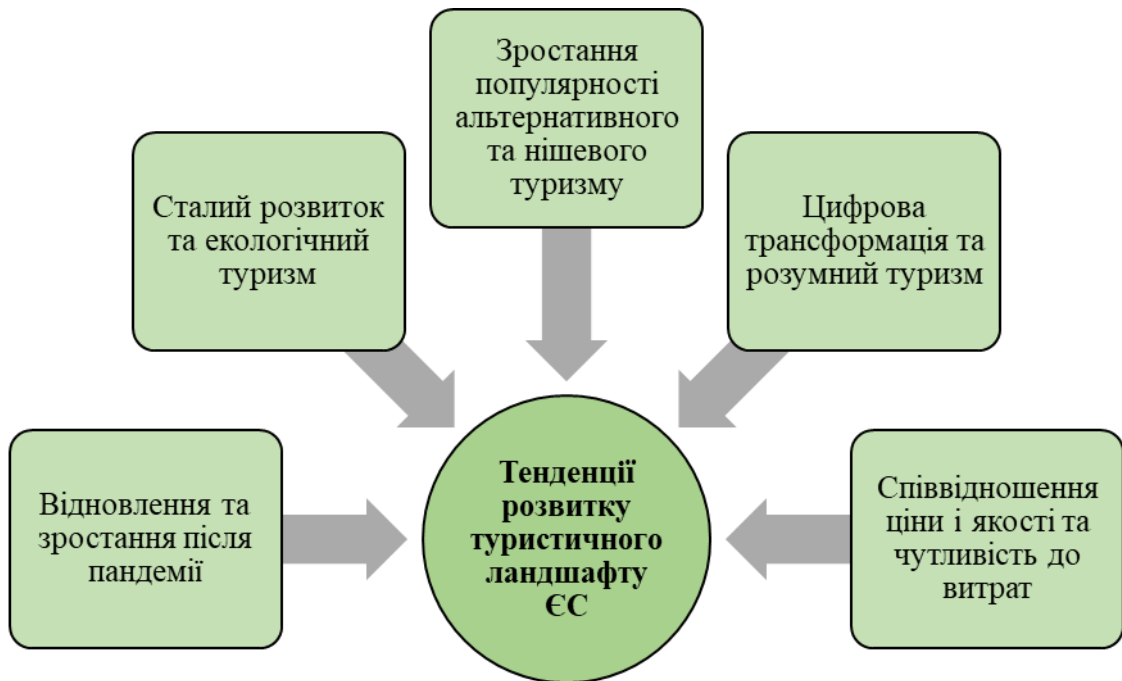 Зростання
популярності
альтернативного
та нішевого
туризму
Сталий розвиток
та екологічний
туризм
Цифрова
трансформація та
розумний туризм
Відновлення та
зростання після
пандемії
Тенденції
розвитку
туристичного
ландшафту
ЄС
Співвідношення
ціни і якості та
чутливість до
витрат